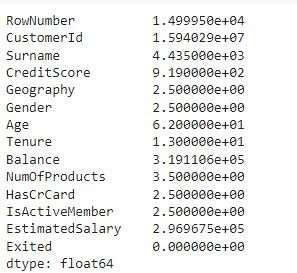 RowNumber 1.499950e+04
CustomerId 1.594029e+07
Surname 4.435000e+03
CreditScore 9.190000e+02
Geography 2.500000e+00
Gender 2.500000e+00
Age 6.200000e+01
Tenure 1.300000e+01
Balance 3.191106e+05
NumOfProducts 3.500000e+00
HasCrCard 2.500000e+00
IsActiveMember 2.500000e+00
EstimatedSalary 2.969675e+05
Exited 0.000000e+00
dtype: float64